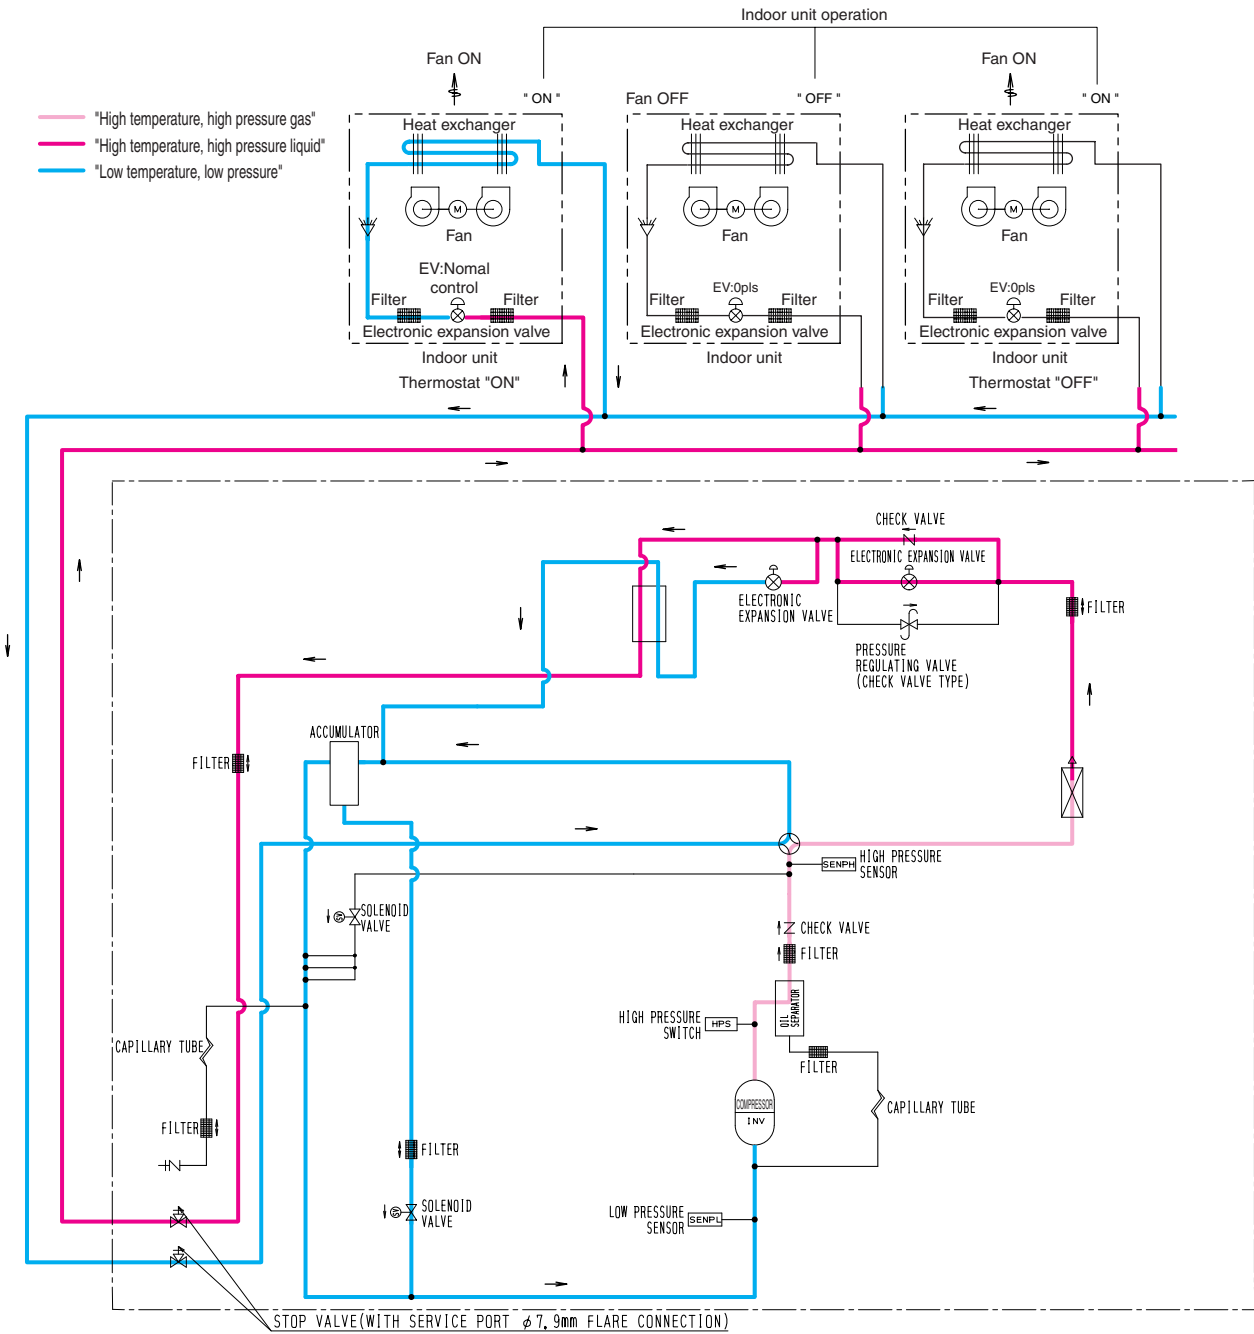 Indoor unit operation
Fan ON
" ON "
Fan OFF
" OFF "
Fan ON
" ON "
"High temperature, high pressure gas"
"High temperature, high pressure liquid"
"Low temperature, low pressure"
Heat exchanger
M
Fan
EV:Nomal
control
Filter
Filter
Electronic expansion valve
Indoor unit
Thermostat "ON"
Heat exchanger
M
Fan
EV:0pls
Filter
Filter
Electronic expansion valve
Indoor unit
Heat exchanger
M
Fan
EV:0pls
Filter
Filter
Electronic expansion valve
Indoor unit
Thermostat "OFF"
CHECK VALVE
ELECTRONIC EXPANSION VALVE
ELECTRONIC
EXPANSION VALVE
FILTER
PRESSURE
REGULATING VALVE
(CHECK VALVE TYPE)
ACCUMULATOR
FILTER
SENPH
HIGH PRESSURE
SENSOR
SOLENOID
VALVE
S
CHECK VALVE
FILTER
OIL
SEPARATOR
HIGH PRESSURE
SWITCH
HPS
FILTER
CAPILLARY TUBE
COMPRESSOR
INV
CAPILLARY TUBE
FILTER
FILTER
SOLENOID
VALVE
S
LOW PRESSURE
SENSOR
SENPL
STOP VALVE(WITH SERVICE PORT φ7.9mm FLARE CONNECTION)